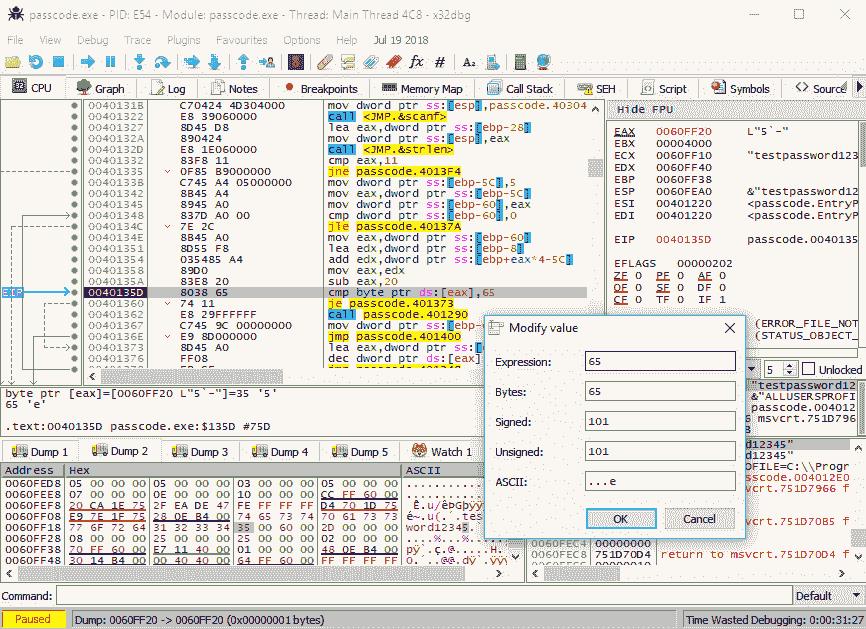 passcode.exe - PID: E54 - Module: passcode.exe - Thread: Main Thread 4C8 - x32dbg
File View Debug Trace Plugins Favourites Options Help Jul 19 2018
CPU Graph Log Notes Breakpoints Memory Map Call Stack SEH Script Symbols Source
0040131B C70424 4D304000 mov dword ptr ss:[esp],passcode.40304
00401322 E8 39060000 call <JMP.&scanf>
8D45 D8 lea eax,dword ptr ss:[ebp-28]
890424 mov dword ptr ss:[esp],eax
0040132D E8 1E060000 call <JMP.&strlen>
83F8 11 cmp eax,11
0F85 B9000000 jne passcode.4013F4
C745 A4 05000000 mov dword ptr ss:[ebp-5C],5
00401342 8B45 A4 mov eax,dword ptr ss:[ebp-5C]
00401345 8945 A0 mov dword ptr ss:[ebp-60],eax
00401348 837D A0 00 cmp dword ptr ss:[ebp-60],0
0040134C 7E 2C jle passcode.40137A
0040134E 8B45 A0 mov eax,dword ptr ss:[ebp-60]
00401351 8D55 F8 lea edx,dword ptr ss:[ebp-8]
00401354 035485 A4 add edx,dword ptr ss:[ebp+eax*4-5C]
00401358 89D0 mov eax,edx
0040135A 83E8 20 sub eax,20
EIP 0040135D 8038 65 cmp byte ptr ds:[eax],65
00401360 74 11 je passcode.401373
00401362 E8 29FFFFFF call passcode.401290
C745 9C 00000000 mov dword ptr ss:[ebp-
E9 8D000000 jmp passcode.401400
00401373 8D45 A0 lea eax,dword ptr ss:[e
00401376 FF08 dec dword ptr ds:[eax]
Hide FPU
EAX 0060FF20 L"5`-"
EBX 00004000
ECX 0060FF10 "testpassword123
EDX 0060FF40
EBP 0060FF38
ESP 0060FEA0 &"testpassword12
ESI 00401220 <passcode.EntryP
EDI 00401220 <passcode.EntryP
EIP 0040135D passcode.0040135
EFLAGS 00000202
ZF 0 PF 0 AF 0
OF 0 SF 0 DF 0
CF 0 TF 0 IF 1
(ERROR_FILE_NOT
(STATUS_OBJECT_
5 Unlocked
byte ptr [eax]=[0060FF20 L"5`-"]=35 '5'
65 'e'
.text:0040135D passcode.exe:$135D #75D
Modify value
Expression: 65
Bytes: 65
Signed: 101
Unsigned: 101
ASCII: ...e
OK Cancel
"testpassword12
&"ALLUSERSPROFI
passcode.004012
msvcrt.751D79
Dump 1 Dump 2 Dump 3 Dump 4 Dump 5 Watch 1
Address Hex ASCII
0060FED8 05 00 00 00 05 00 00 00 03 00 00 00 05 00 00 00
0060FEE8 07 00 00 00 0E 00 00 00 10 00 00 00 CC FF 60 00
0060FEF8 20 CA 1E 75 2F EA DE 47 FE FF FF FF D4 70 1D 75
0060FF08 E9 7E 1F 75 28 0E B4 00 74 65 73 74 70 61 73 73
0060FF18 77 6F 72 64 31 32 33 34 35 00 60 00 2D 00 00 00 word12345.`.-...
0060FF28 08 00 00 00 25 00 00 00 25 00 00 00 02 00 00 00
0060FF38 70 FF 60 00 E7 11 40 00 01 00 00 00 48 0E B4 00
30 14 B4 00 00 40 40 00 64 FF 60 00 FF FF FF FF
d12345"
OFILE=C:\\Progr
sscode.004012E0
svcrt.751D7966 f
svcrt.751D70B5 f
0060FEC4 00000000
0060FEC8 751D70D4 return to msvcrt.751D70D4 f
Command: Default
Paused Dump: 0060FF20 -> 0060FF20 (0x00000001 bytes) Time Wasted Debugging: 0:00:31:27